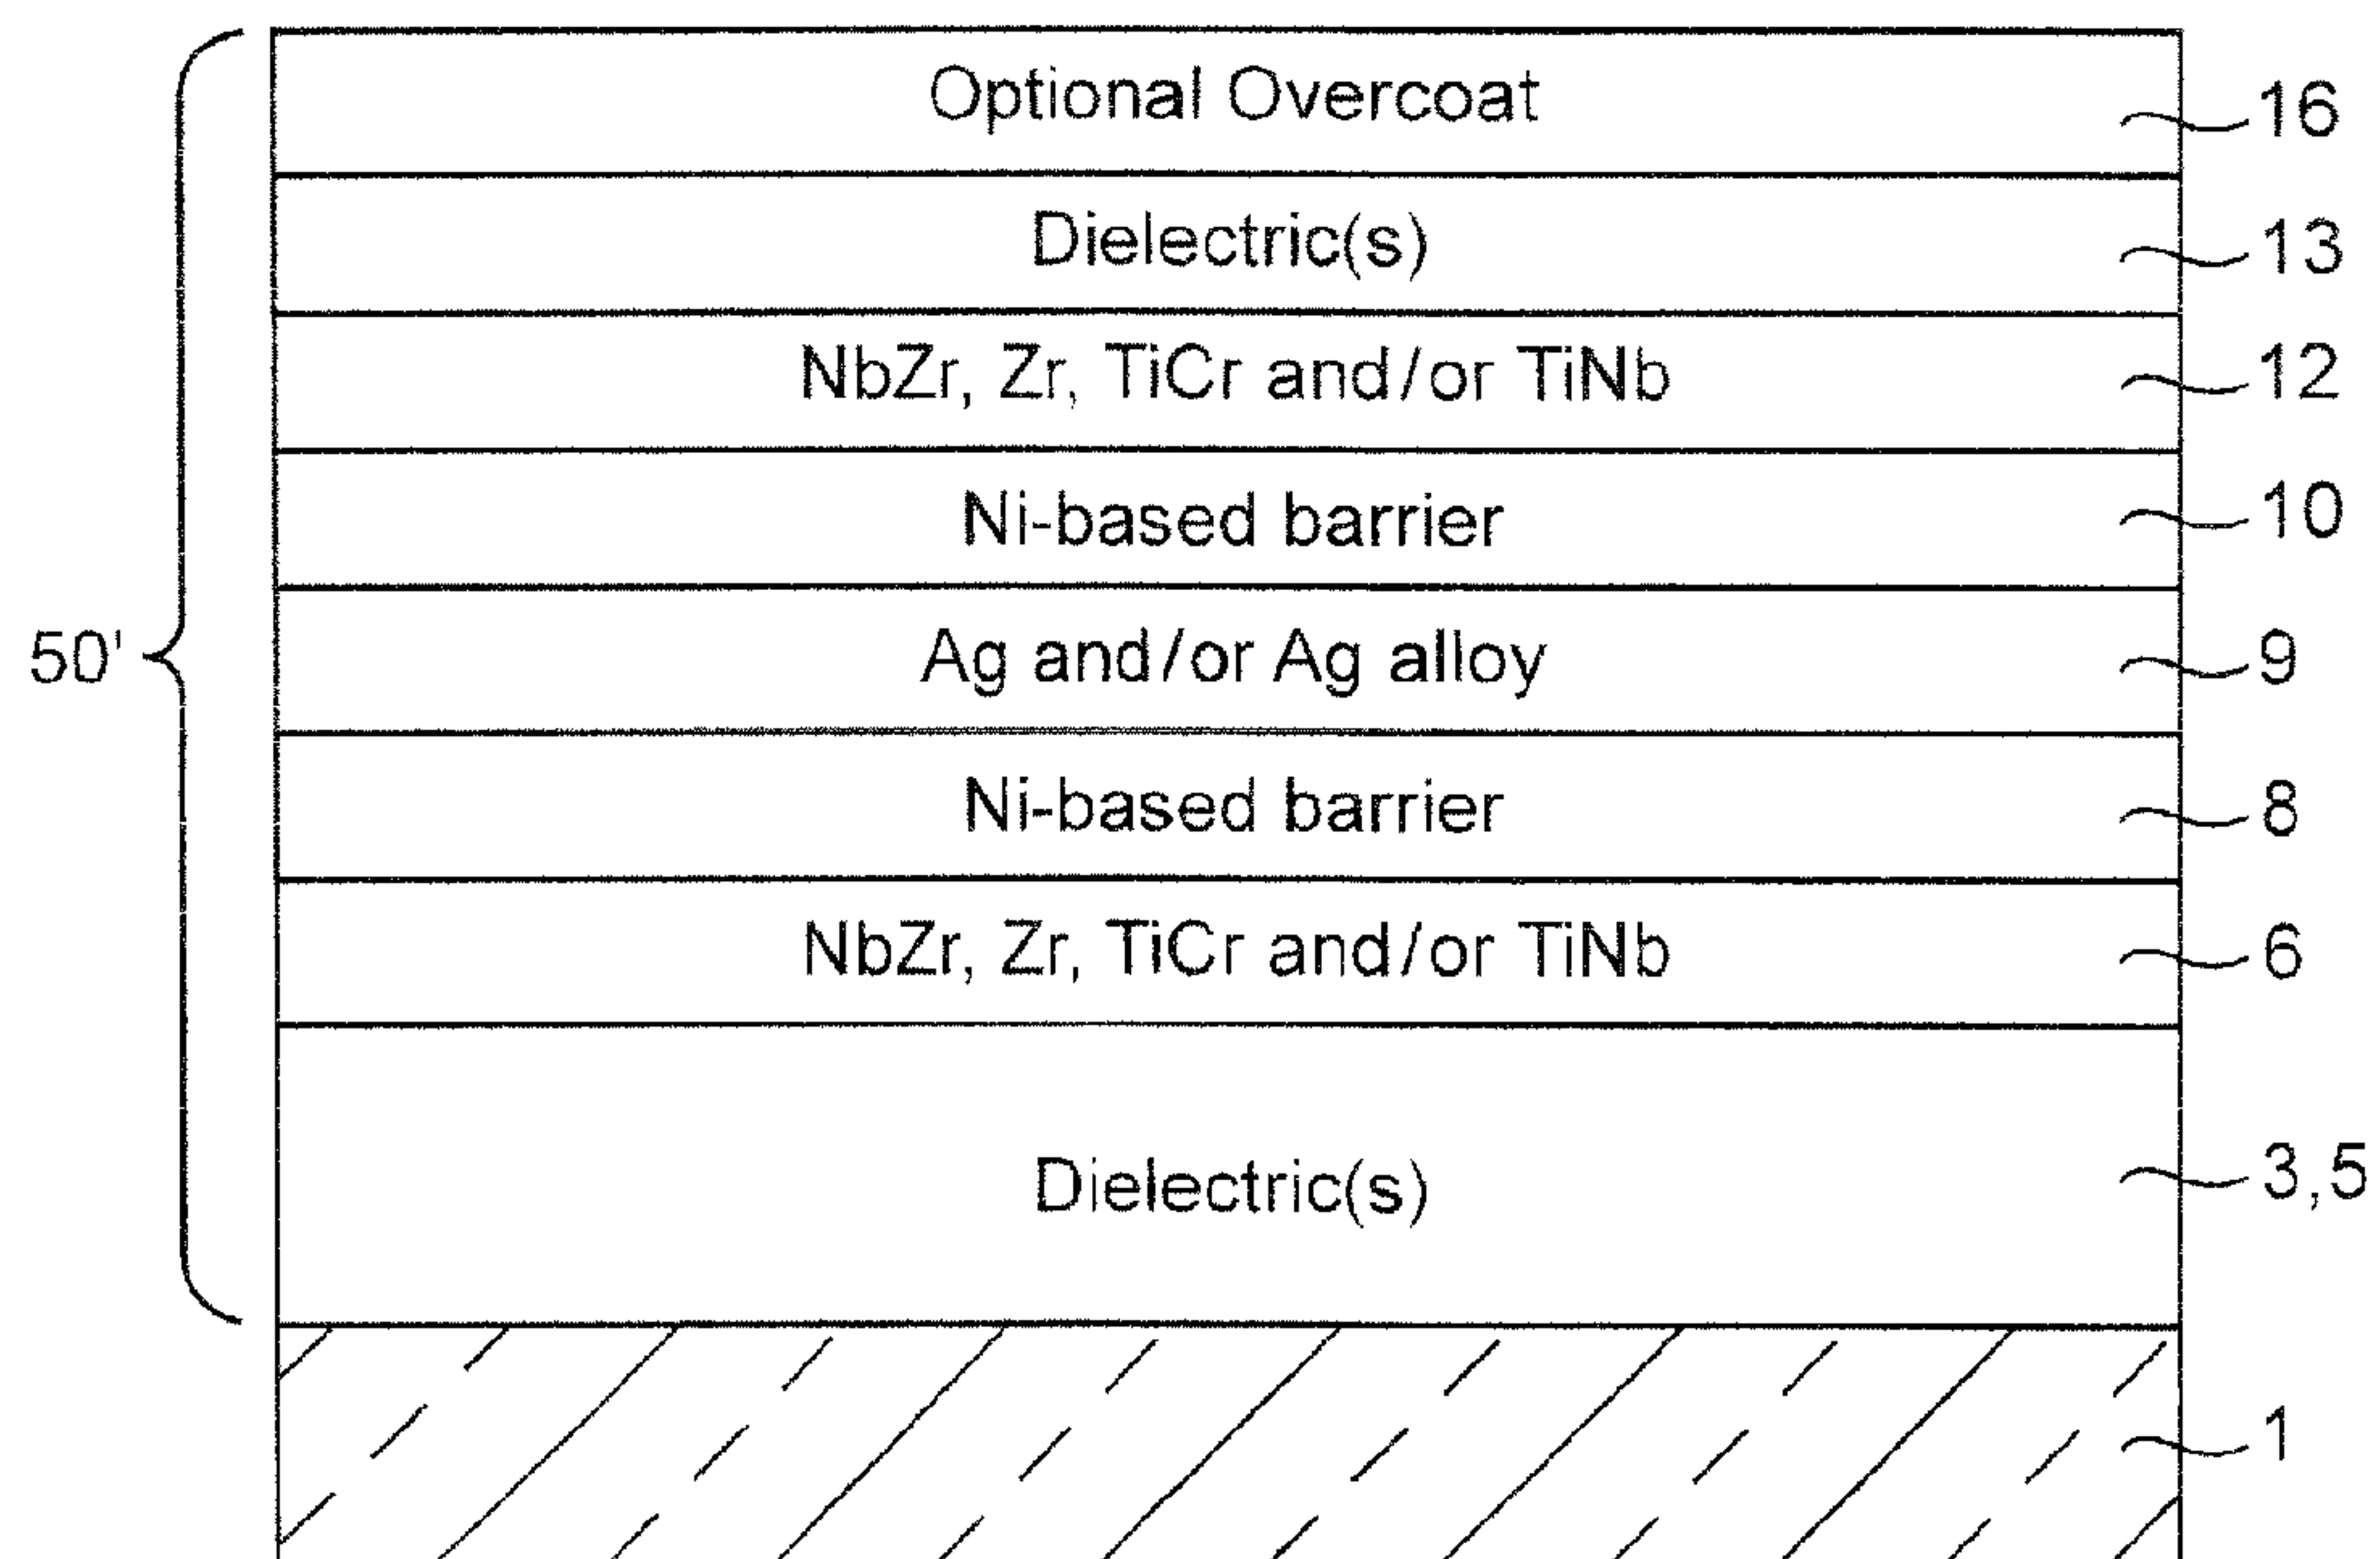 Optional Overcoat 16
Dielectric(s) 13
NbZr, Zr, TiCr and/or TiNb 12
Ni-based barrier 10
50' Ag and/or Ag alloy 9
Ni-based barrier 8
NbZr, Zr, TiCr and/or TiNb 6
Dielectric(s) 3,5
1